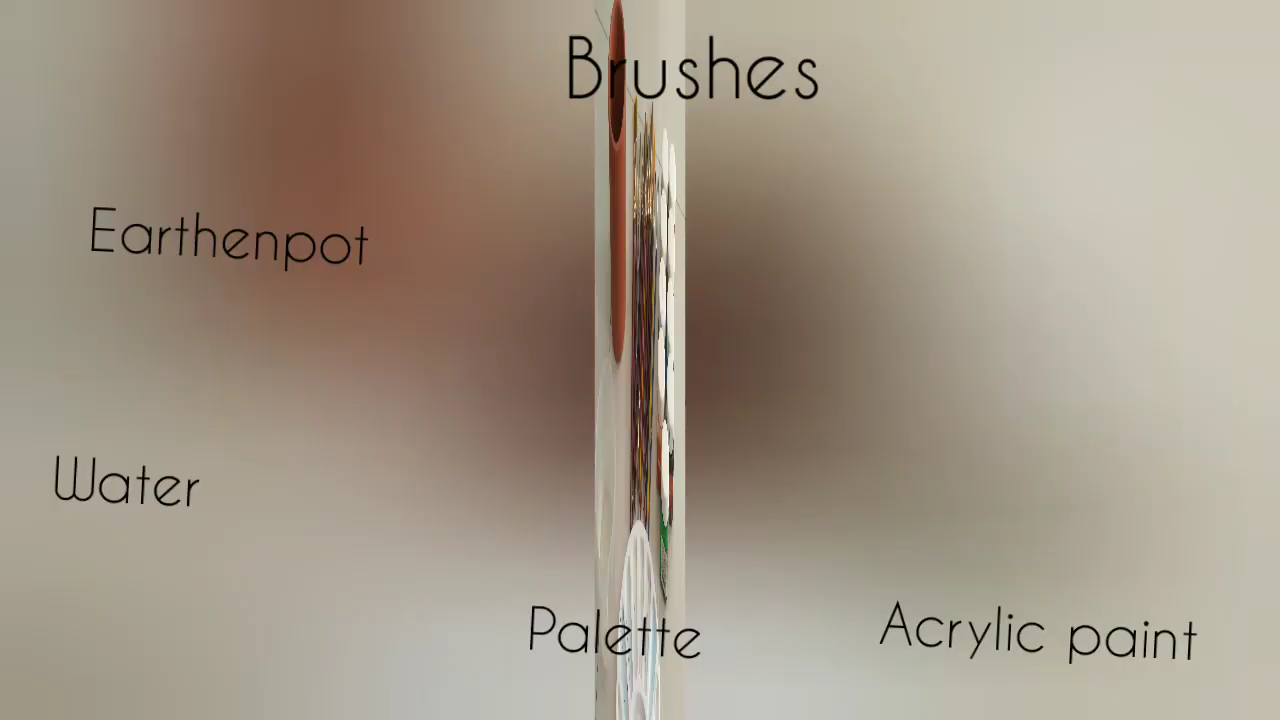 Brushes
Earthenpot
Water
Palette
Acrylic paint